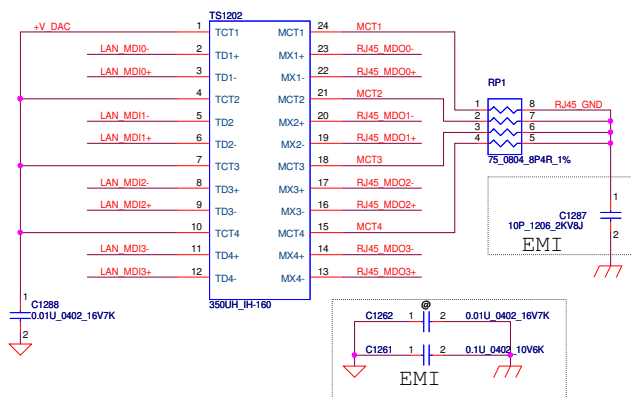 TS1202
+V_DAC 1 TCT1 MCT1 24 MCT1
LAN_MDI0- 2 TD1+ MX1+ 23 RJ45_MDO0-
LAN_MDI0+ 3 TD1- MX1- 22 RJ45_MDO0+
4 TCT2 MCT2 21 MCT2
LAN_MDI1- 5 TD2 MX2+ 20 RJ45_MDO1-
LAN_MDI1+ 6 TD2- MX2- 19 RJ45_MDO1+
7 TCT3 MCT3 18 MCT3
LAN_MDI2- 8 TD3+ MX3+ 17 RJ45_MDO2-
LAN_MDI2+ 9 TD3- MX3- 16 RJ45_MDO2+
10 TCT4 MCT4 15 MCT4
LAN_MDI3- 11 TD4+ MX4+ 14 RJ45_MDO3-
LAN_MDI3+ 12 TD4- MX4- 13 RJ45_MDO3+
350UH_IH-160
RP1
1 8 RJ45_GND
2 7
3 6
4 5
75_0804_8P4R_1%
1
C1287
10P_1206_2KV8J
2
EMI
1
C1288
0.01U_0402_16V7K
2
@
C1262 1 2 0.01U_0402_16V7K
C1261 1 2 0.1U_0402_10V6K
EMI